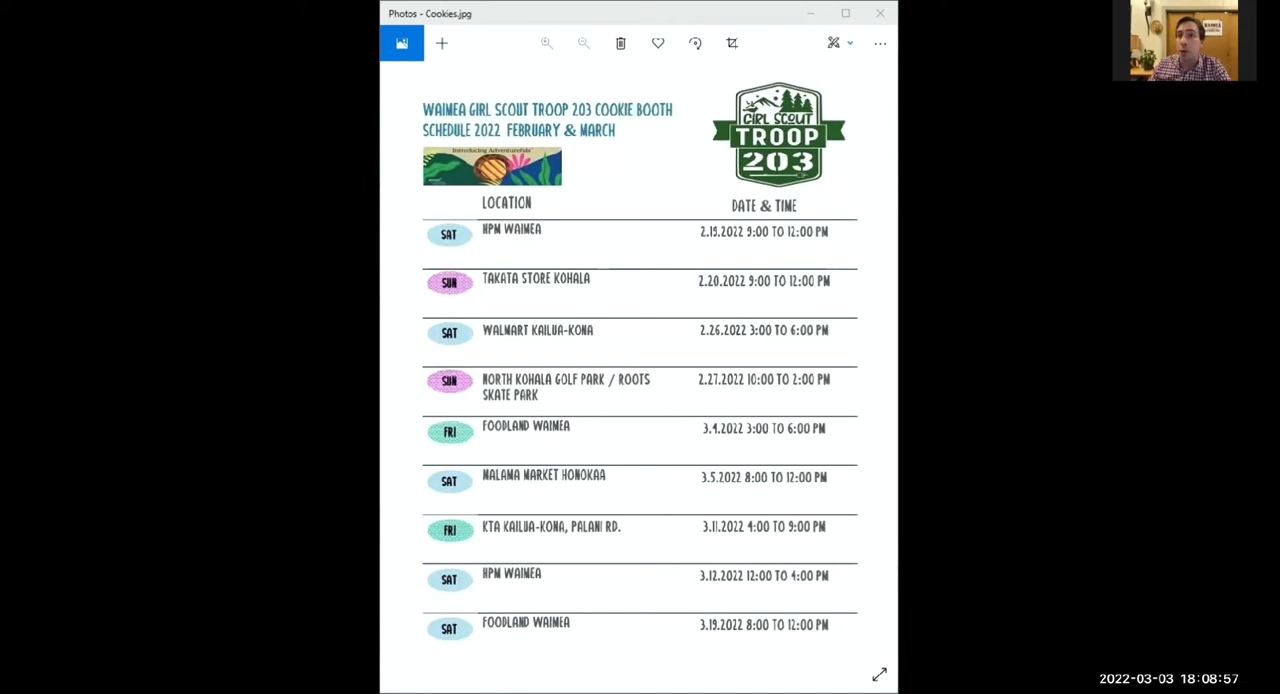 Photos - Cookies.jpg
WAIMEA GIRL SCOUT TROOP 203 COOKIE BOOTH
SCHEDULE 2022 FEBRUARY & MARCH
GIRL SCOUT
TROOP
203
Introducing Adventurefuls
LOCATION DATE & TIME
SAT HPM WAIMEA 2.19.2022 9:00 TO 12:00 PM
SUN TAKATA STORE KOHALA 2.20.2022 9:00 TO 12:00 PM
SAT WALMART KAILUA-KONA 2.26.2022 3:00 TO 6:00 PM
SUN NORTH KOHALA GOLF PARK / ROOTS 2.27.2022 10:00 TO 2:00 PM
SKATE PARK
FRI FOODLAND WAIMEA 3.4.2022 3:00 TO 6:00 PM
SAT MALAMA MARKET HONOKAA 3.5.2022 8:00 TO 12:00 PM
FRI KTA KAILUA-KONA, PALANI RD. 3.11.2022 4:00 TO 9:00 PM
SAT HPM WAIMEA 3.12.2022 12:00 TO 4:00 PM
SAT FOODLAND WAIMEA 3.19.2022 8:00 TO 12:00 PM
WAIMEA
2022-03-03 18:08:57